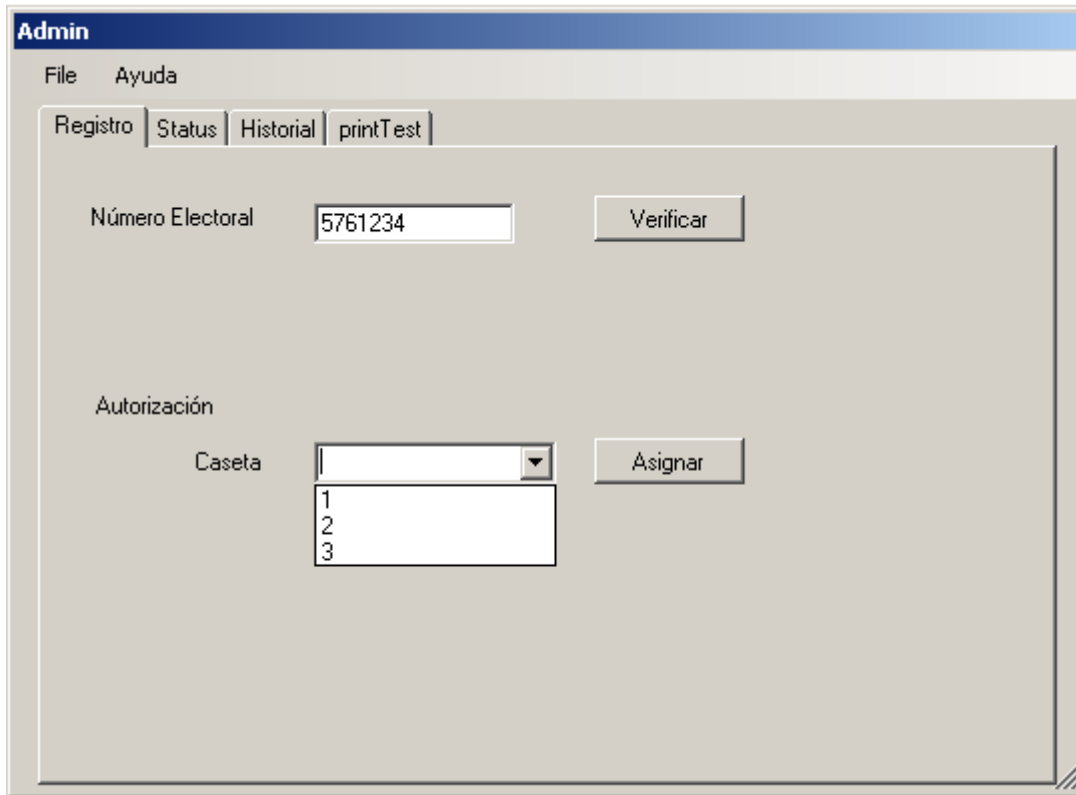 Admin
File Ayuda
Registro Status Historial printTest
Número Electoral 5761234 Verificar
Autorización
Caseta Asignar
1
2
3